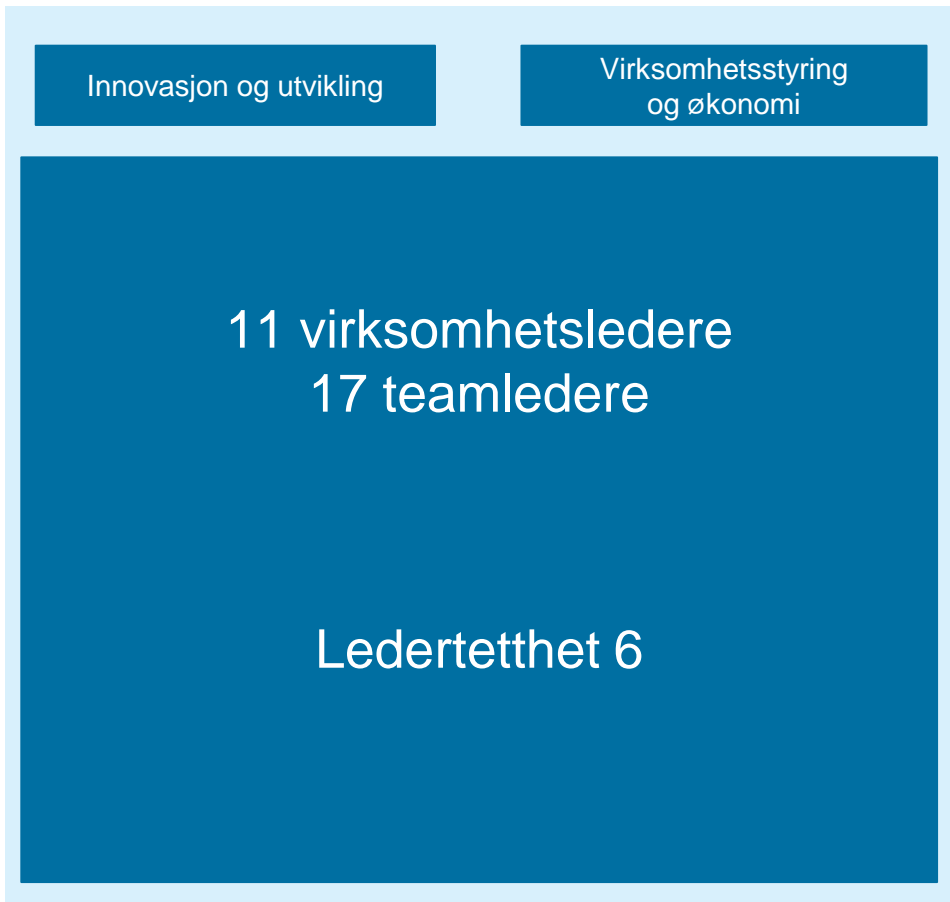 Innovasjon og utvikling
Virksomhetsstyring
og økonomi
11 virksomhetsledere
17 teamledere
Ledertetthet 6